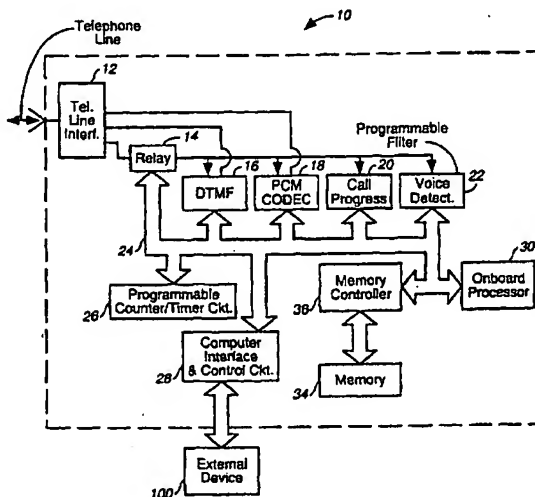 Telephone
Line
10
12
Tel.
Line
Interf.
14
Relay
16
DTMF
18
PCM
CODEC
20
Call
Progress
Programmable
Filter
22
Voice
Detect.
24
30
Onboard
Processor
36
Memory
Controller
26
Programmable
Counter/Timer Ckt.
28
Computer
Interface
& Control Ckt.
34
Memory
100
External
Device